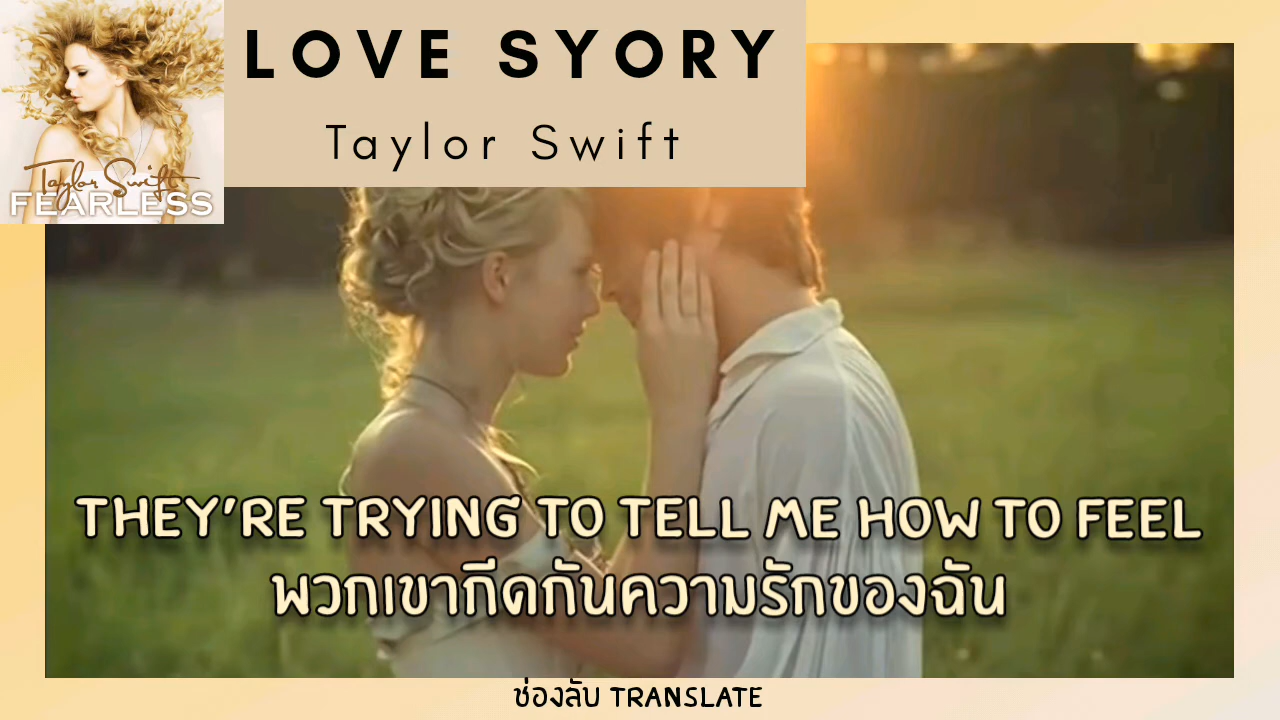 LOVE SYORY
Taylor Swift
Taylor Swift
FEARLESS
THEY'RE TRYING TO TELL ME HOW TO FEEL
พวกเขากีดกันความรักของฉัน
ช่องลับ TRANSLATE